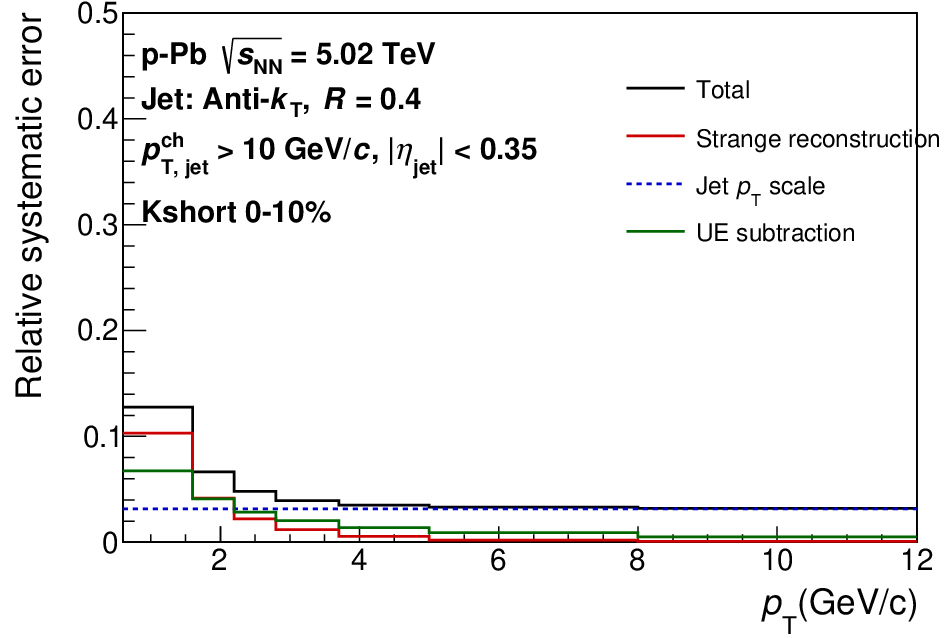 Relative systematic error
0.5
0.4
0.3
0.2
0.1
0
p-Pb √sNN = 5.02 TeV
Jet: Anti-kT, R = 0.4
p ch T, jet > 10 GeV/c, |ηjet| < 0.35
Kshort 0-10%
Total
Strange reconstruction
Jet pT scale
UE subtraction
2 4 6 8 10 12
pT(GeV/c)